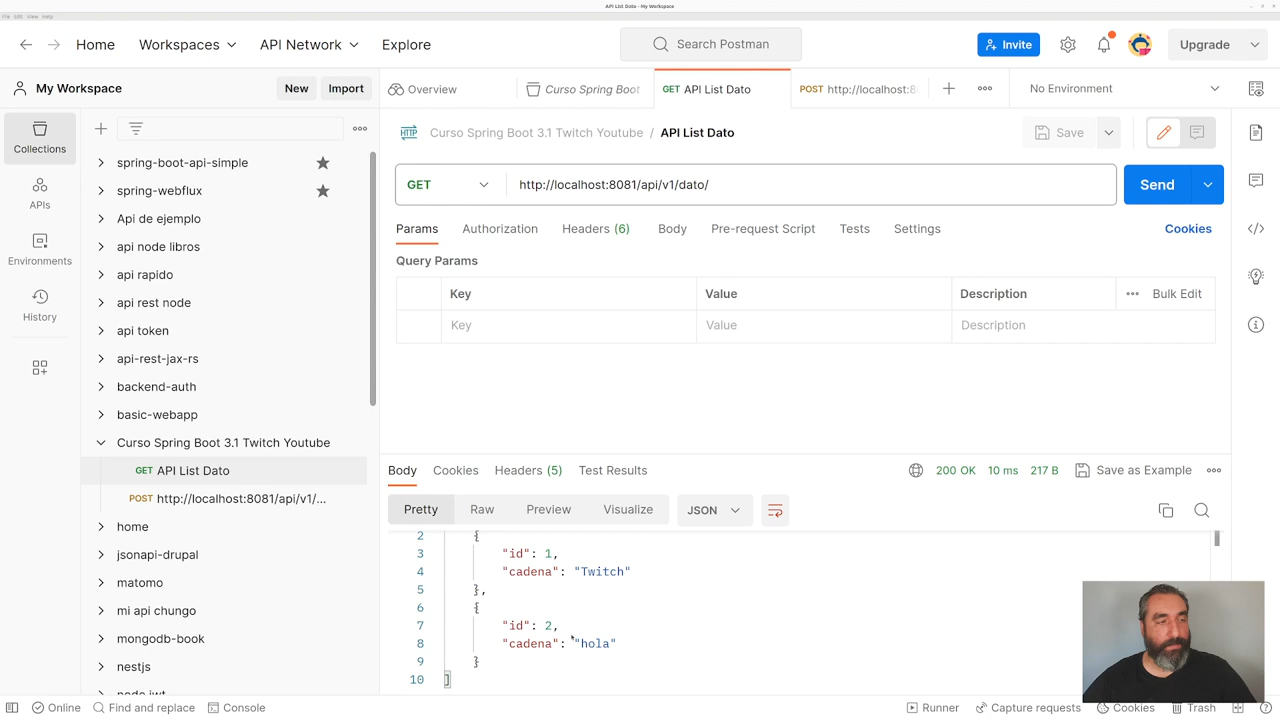 API List Dato - My Workspace
File Edit View Help
Home Workspaces API Network Explore Search Postman Invite Upgrade
My Workspace New Import Overview Curso Spring Boot GET API List Dato POST http://localhost:8 No Environment
Collections
APIs
Environments
History
spring-boot-api-simple
spring-webflux
Api de ejemplo
api node libros
api rapido
api rest node
api token
api-rest-jax-rs
backend-auth
basic-webapp
Curso Spring Boot 3.1 Twitch Youtube
GET API List Dato
POST http://localhost:8081/api/v1/...
home
jsonapi-drupal
matomo
mi api chungo
mongodb-book
nestjs
node jwt
HTTP Curso Spring Boot 3.1 Twitch Youtube / API List Dato Save
GET http://localhost:8081/api/v1/dato/ Send
Params Authorization Headers (6) Body Pre-request Script Tests Settings Cookies
Query Params
Key Value Description Bulk Edit
Key Value Description
Body Cookies Headers (5) Test Results 200 OK 10 ms 217 B Save as Example
Pretty Raw Preview Visualize JSON
2 {
3 "id": 1,
4 "cadena": "Twitch"
5 },
6 {
7 "id": 2,
8 "cadena": "hola"
9 }
10 ]
Online Find and replace Console Runner Capture requests Cookies Trash